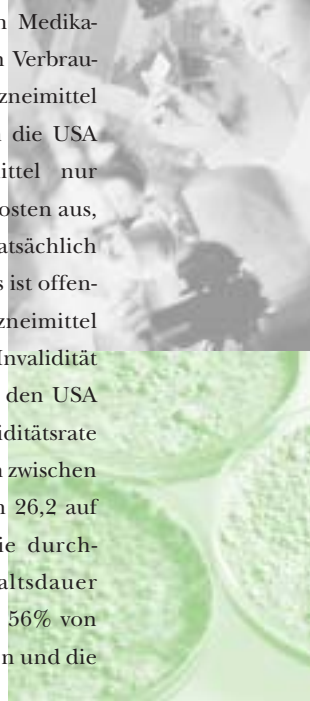 Medika-
Verbrau-
zneimittel
die USA
ittel nur
osten aus,
atsächlich
s ist offen-
zneimittel
Invalidität
den USA
iditätsrate
zwischen
26,2 auf
ie durch-
altsdauer
56% von
n und die